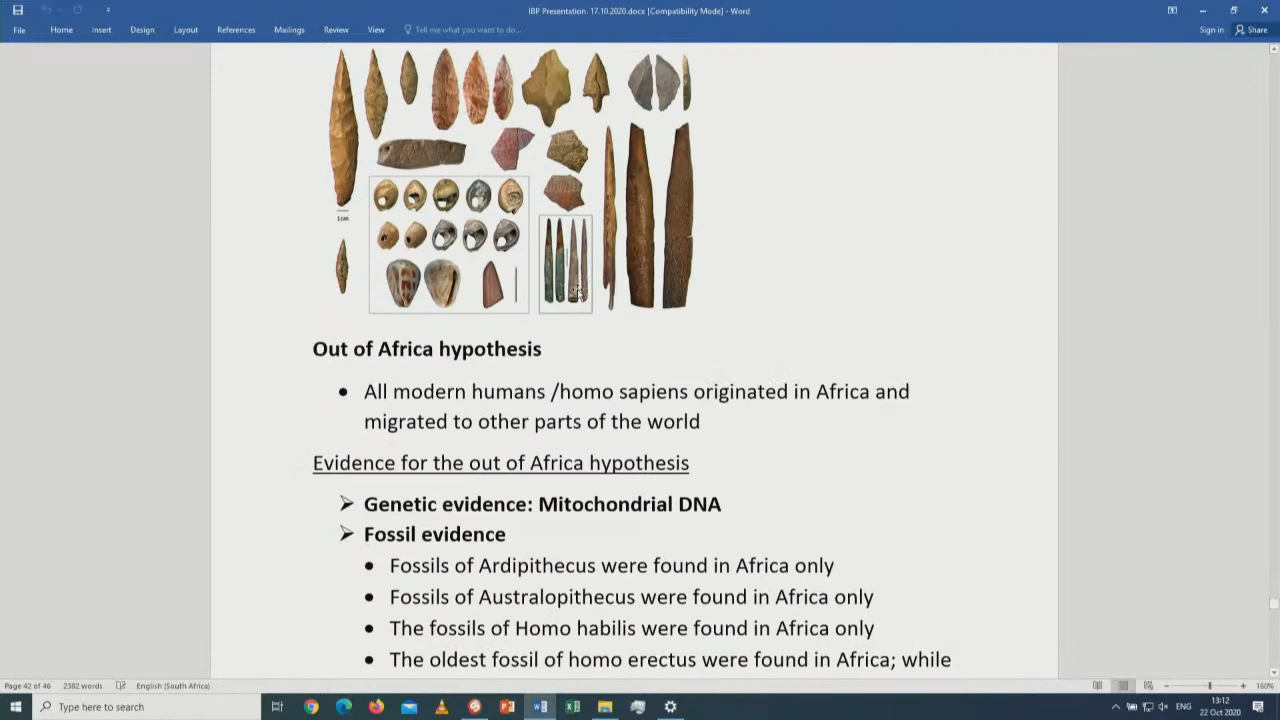 IBP Presentation. 17.10.2020.docx [Compatibility Mode] - Word
File Home Insert Design Layout References Mailings Review View Tell me what you want to do... Sign in Share
1cm
Out of Africa hypothesis
• All modern humans /homo sapiens originated in Africa and
migrated to other parts of the world
Evidence for the out of Africa hypothesis
➢ Genetic evidence: Mitochondrial DNA
➢ Fossil evidence
• Fossils of Ardipithecus were found in Africa only
• Fossils of Australopithecus were found in Africa only
• The fossils of Homo habilis were found in Africa only
• The oldest fossil of homo erectus were found in Africa; while
Page 42 of 46 2382 words English (South Africa) 160%
Type here to search ENG 13:12
22 Oct 2020